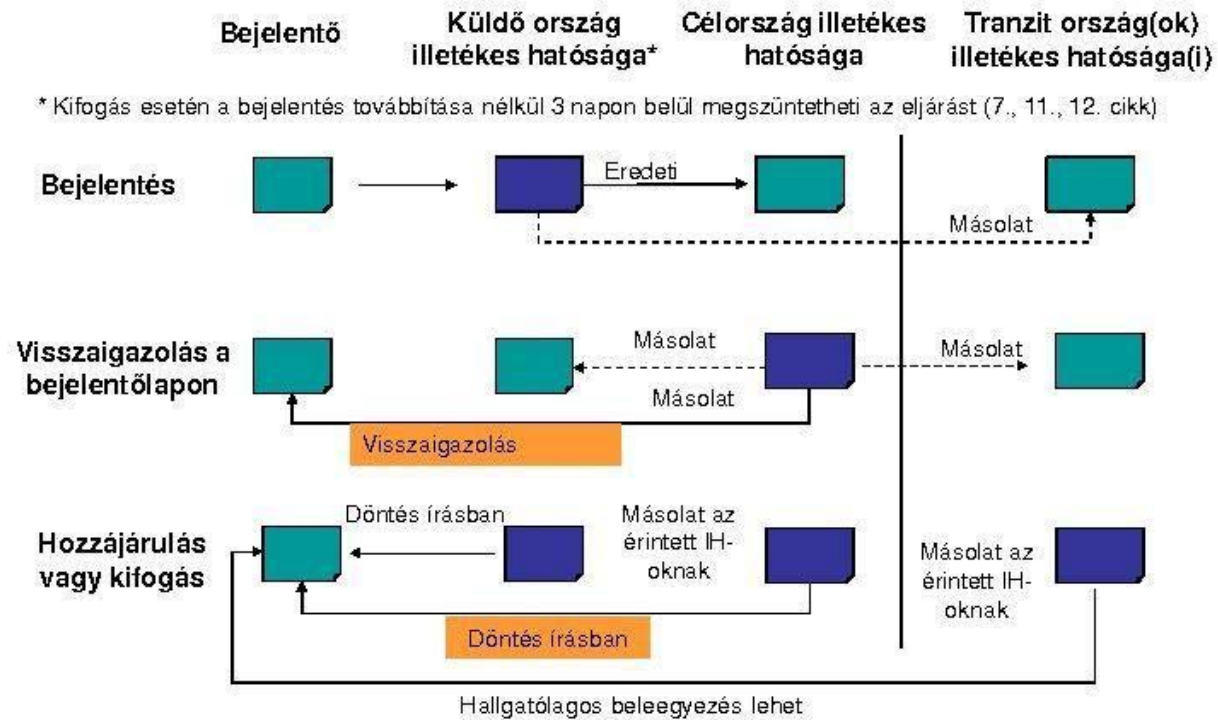 Bejelentő
Küldő ország
illetékes hatósága*
Célország illetékes
hatósága
Tranzit ország(ok)
illetékes hatósága(i)
* Kifogás esetén a bejelentés továbbítása nélkül 3 napon belül megszüntetheti az eljárást (7., 11., 12. cikk)
Bejelentés
Eredeti
Másolat
Visszaigazolás a
bejelentőlapon
Másolat
Másolat
Másolat
Visszaigazolás
Hozzájárulás
vagy kifogás
Döntés írásban
Másolat az
érintett IH-
oknak
Másolat az
érintett IH-
oknak
Döntés írásban
Hallgatólagos beleegyezés lehet